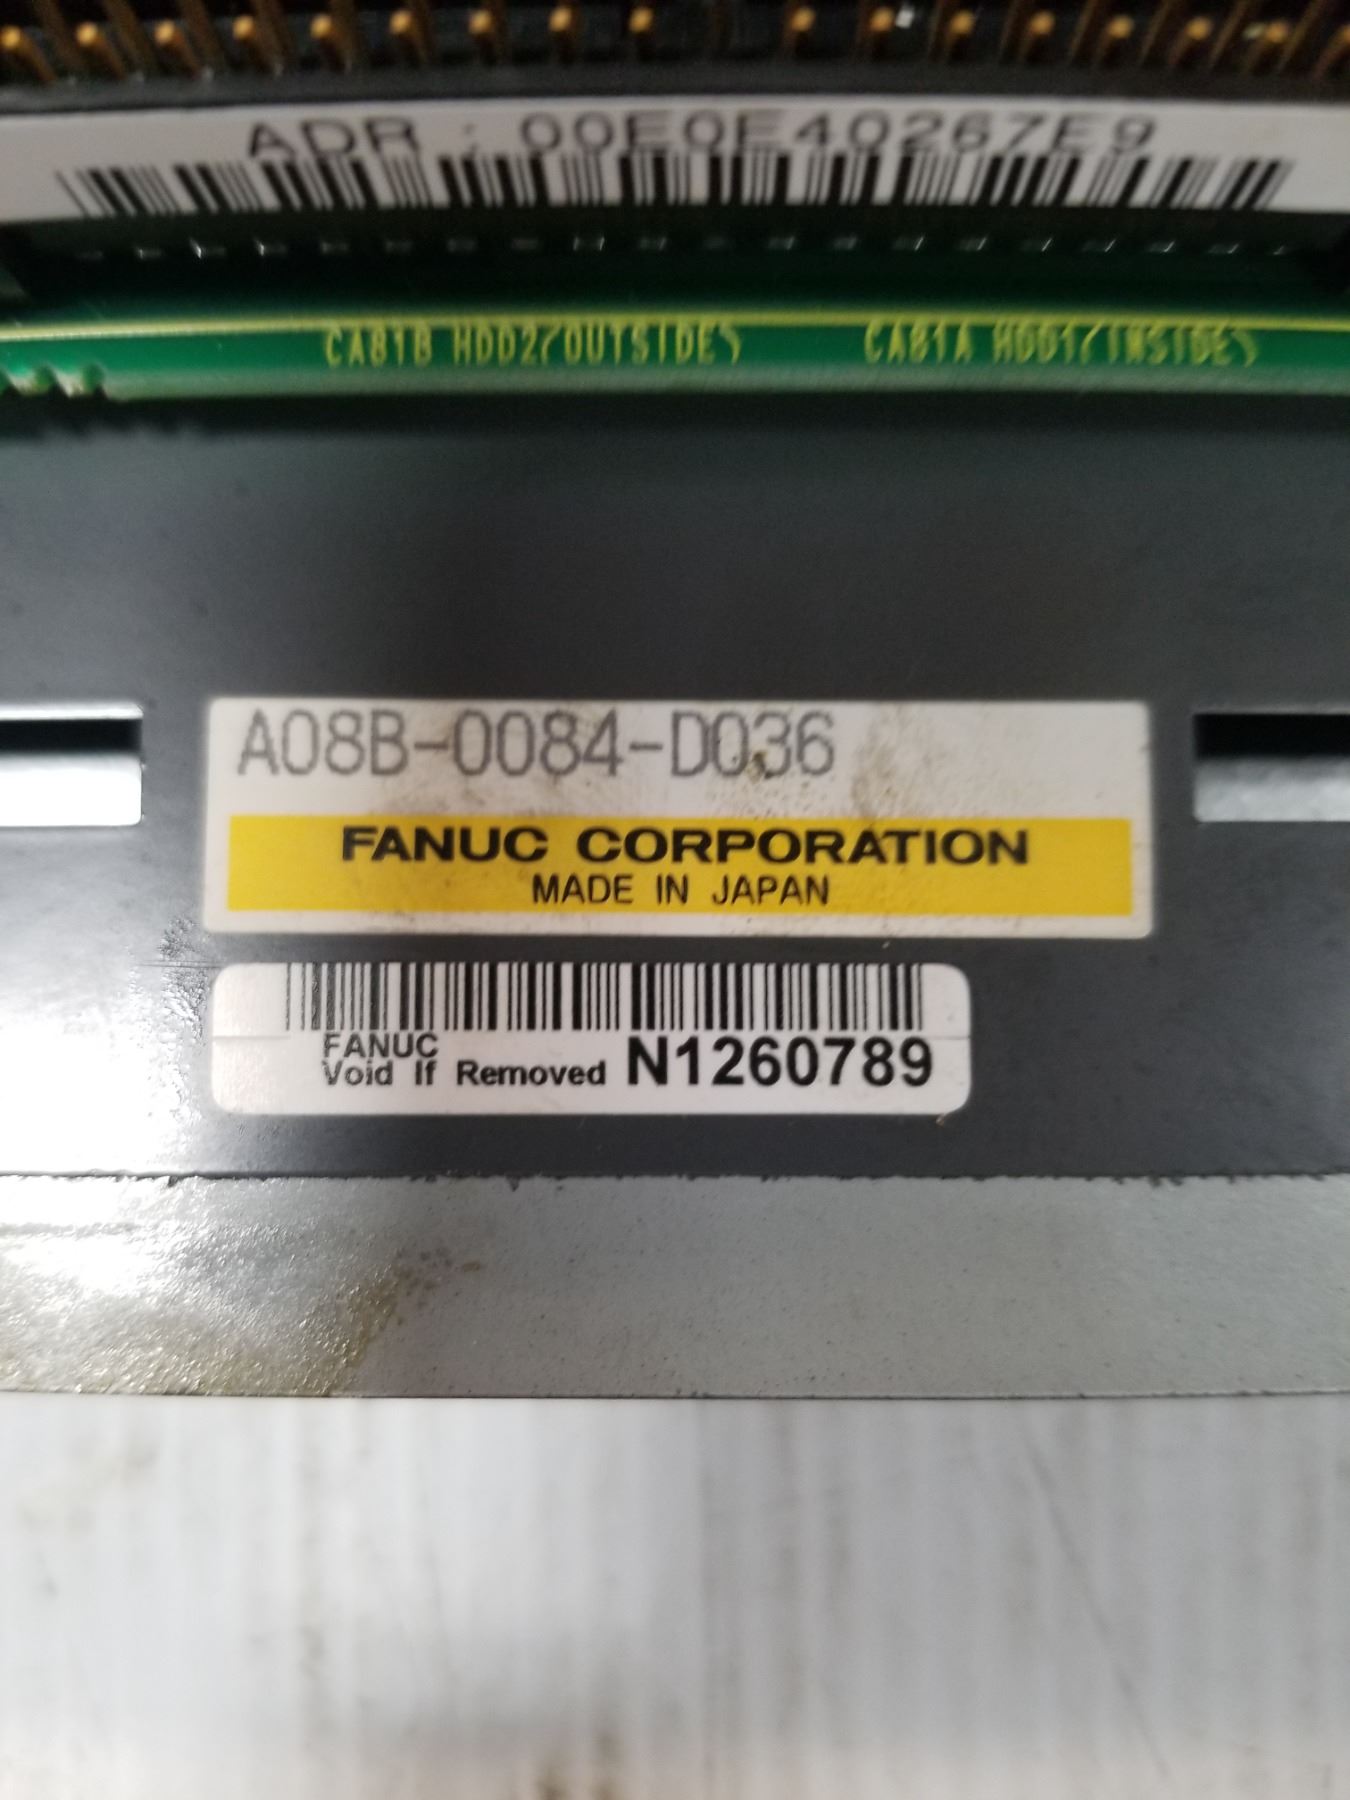 ADR : 00E0E40267E9
CA81B HDD2(OUTSIDE) CA81A HDD1(INSIDE)
A08B-0084-D036
FANUC CORPORATION
MADE IN JAPAN
FANUC
Void If Removed N1260789